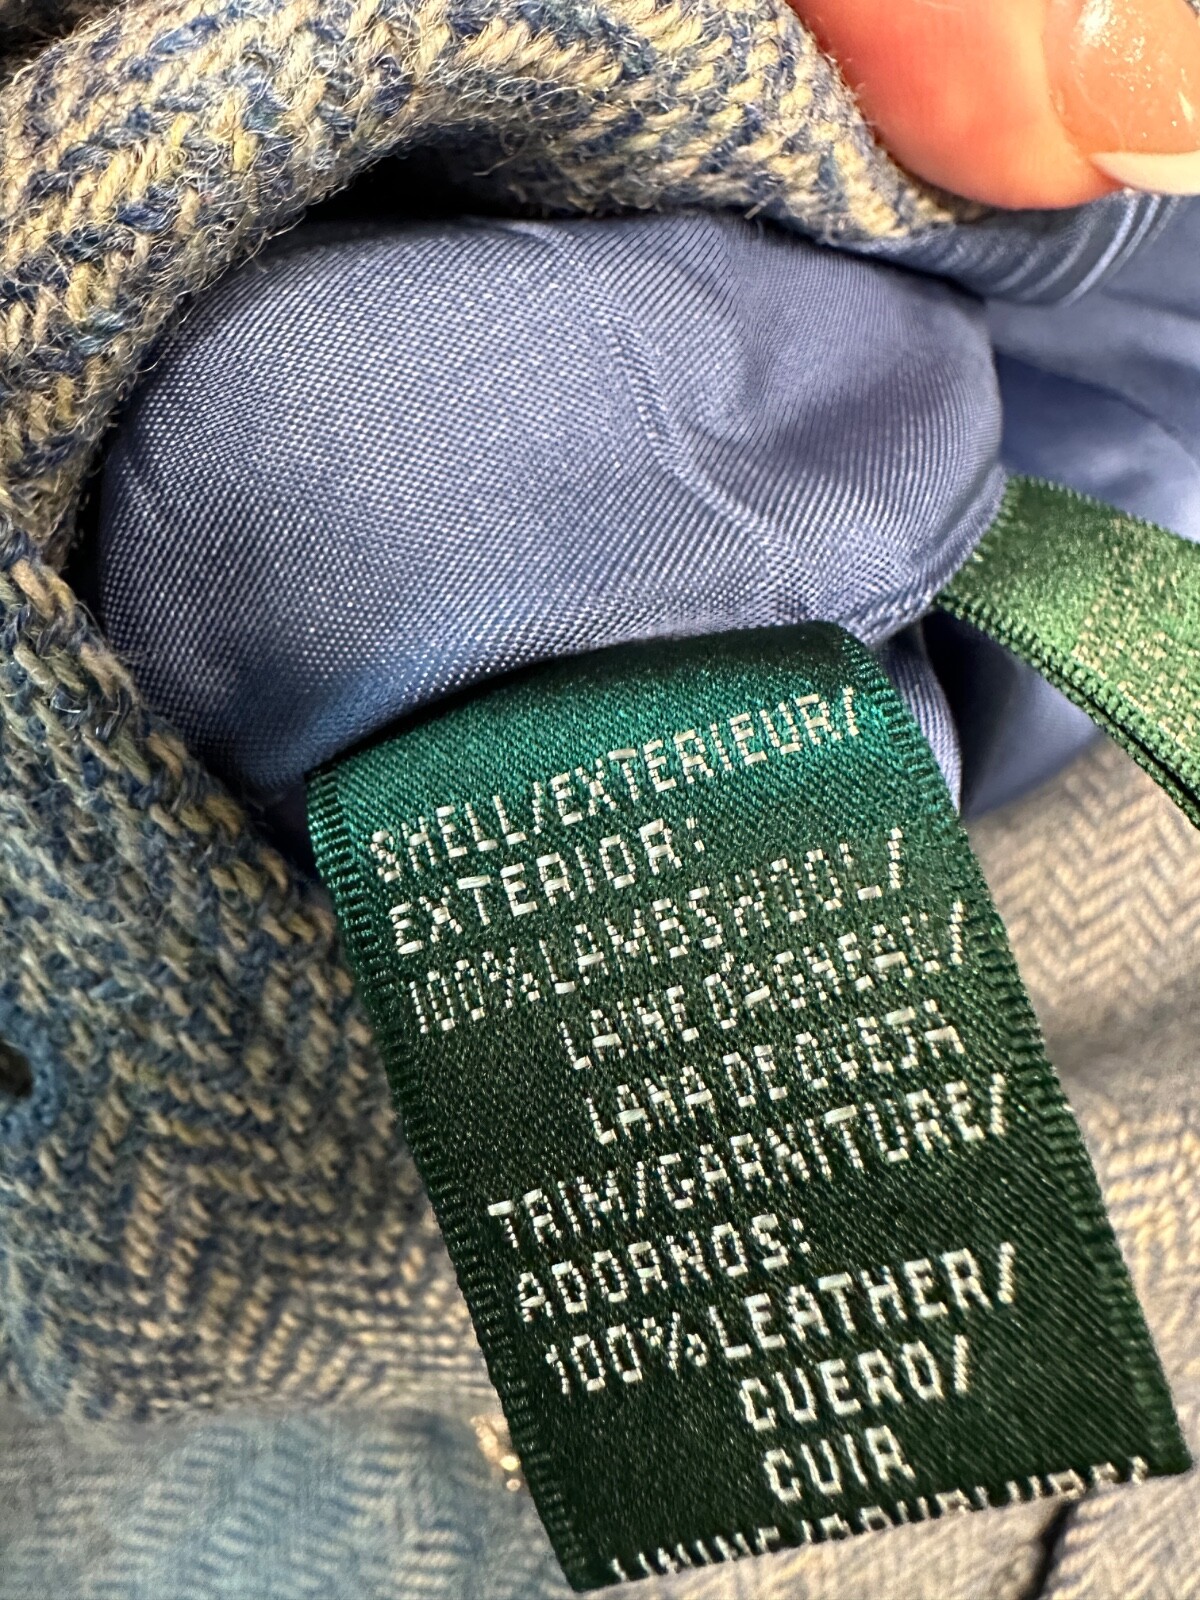 SHELL/EXTERIEUR/
EXTERIOR:
100% LAMBSWOOL/
LAINE D'AGNEAU/
LANA DE OVEJA
TRIM/GARNITURE/
ADORNOS:
100% LEATHER/
CUERO/
CUIR